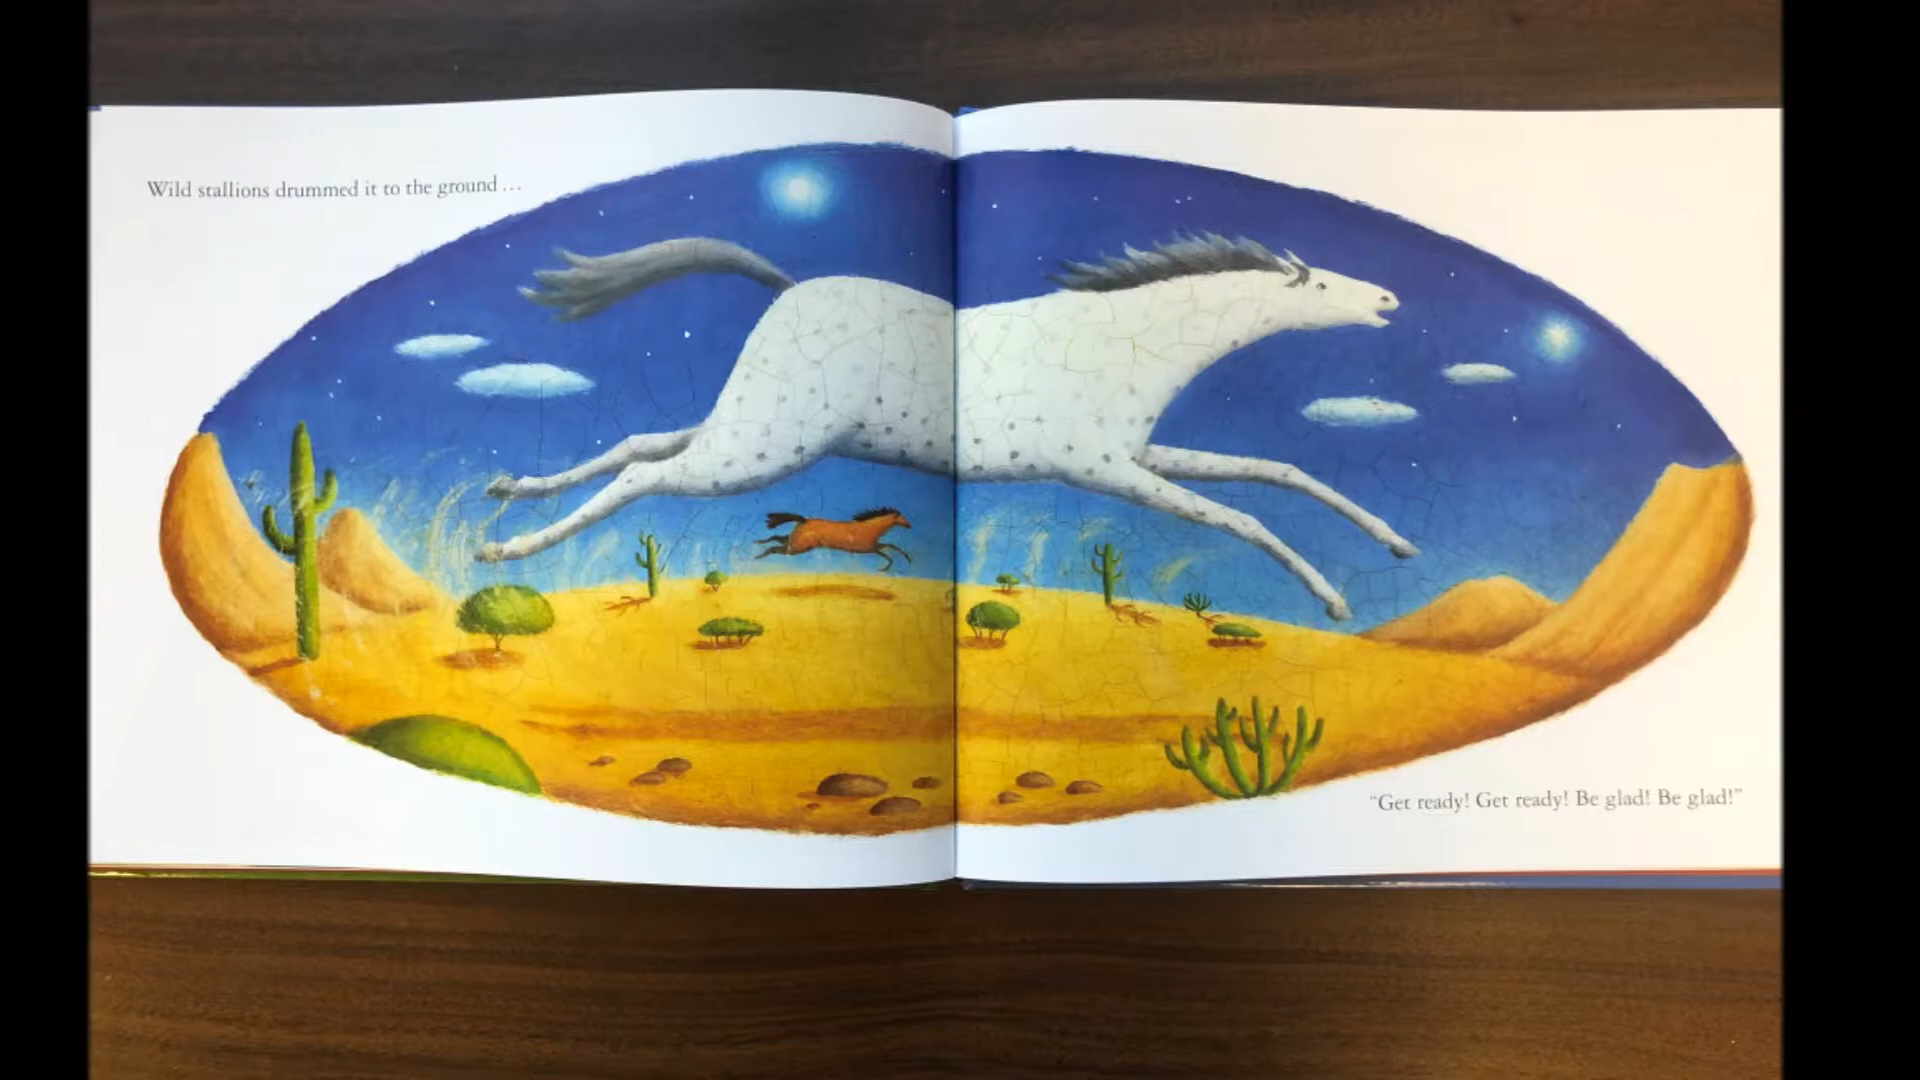 Wild stallions drummed it to the ground …
“Get ready! Get ready! Be glad! Be glad!”